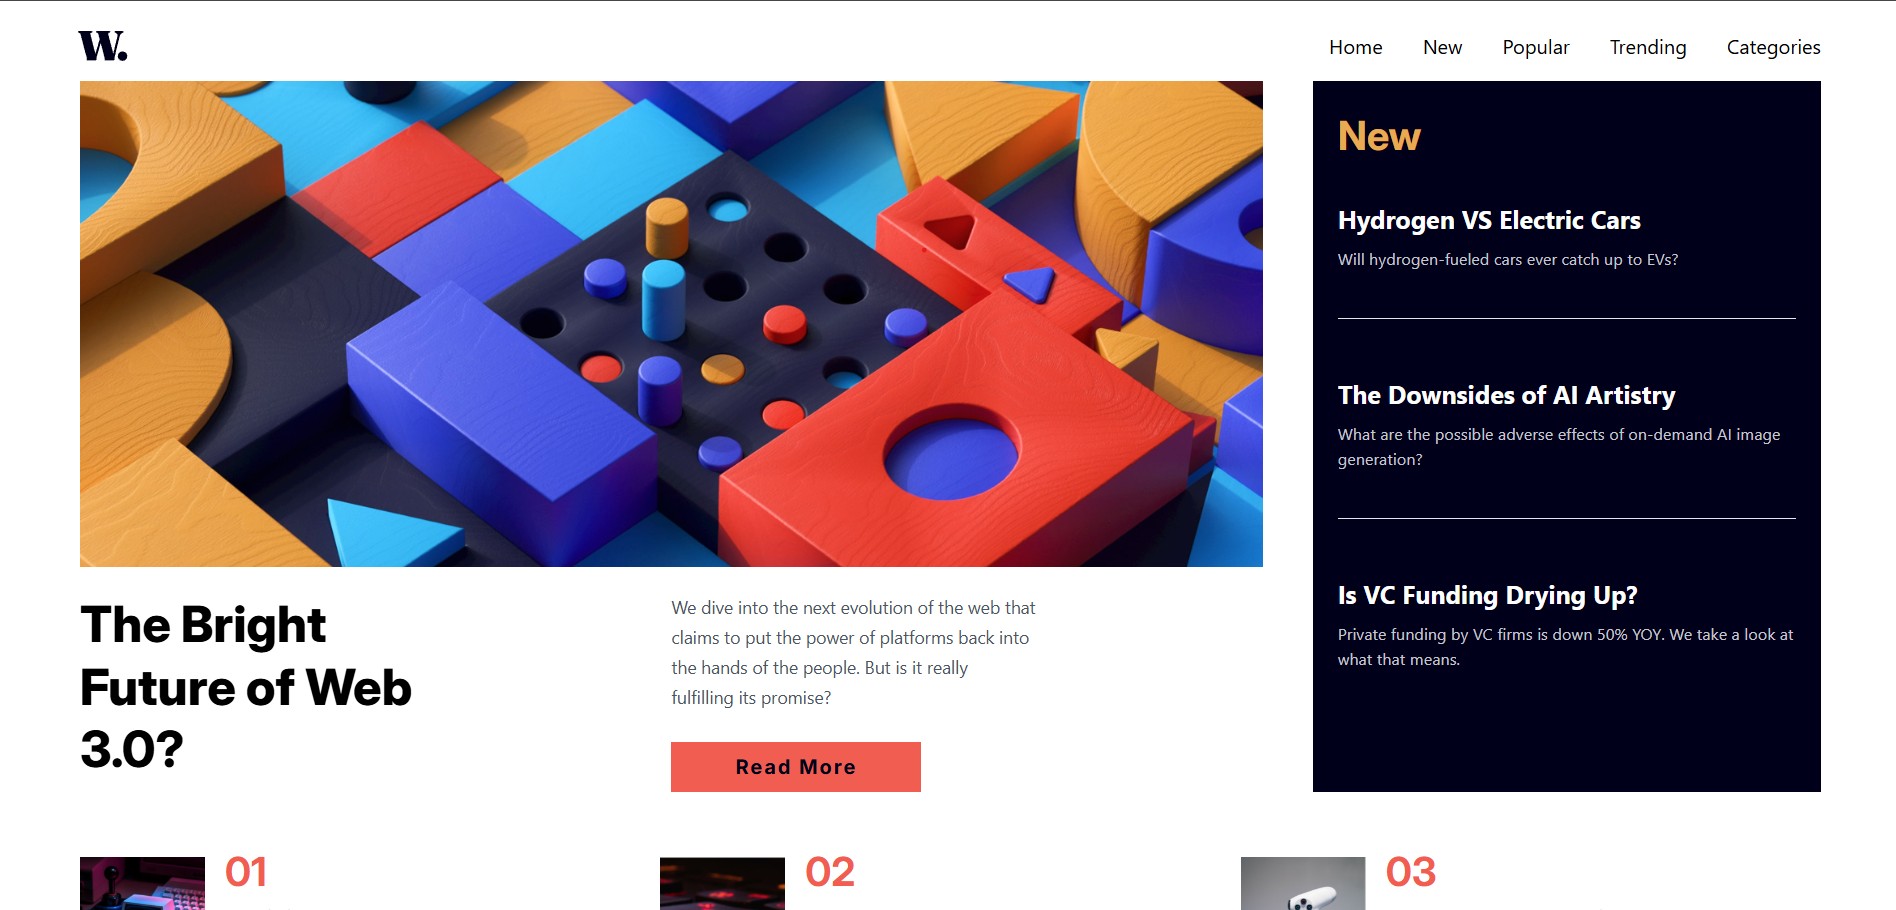 W.
Home New Popular Trending Categories
The Bright
Future of Web
3.0?
We dive into the next evolution of the web that
claims to put the power of platforms back into
the hands of the people. But is it really
fulfilling its promise?
Read More
New
Hydrogen VS Electric Cars
Will hydrogen-fueled cars ever catch up to EVs?
The Downsides of AI Artistry
What are the possible adverse effects of on-demand AI image
generation?
Is VC Funding Drying Up?
Private funding by VC firms is down 50% YOY. We take a look at
what that means.
01
02
03